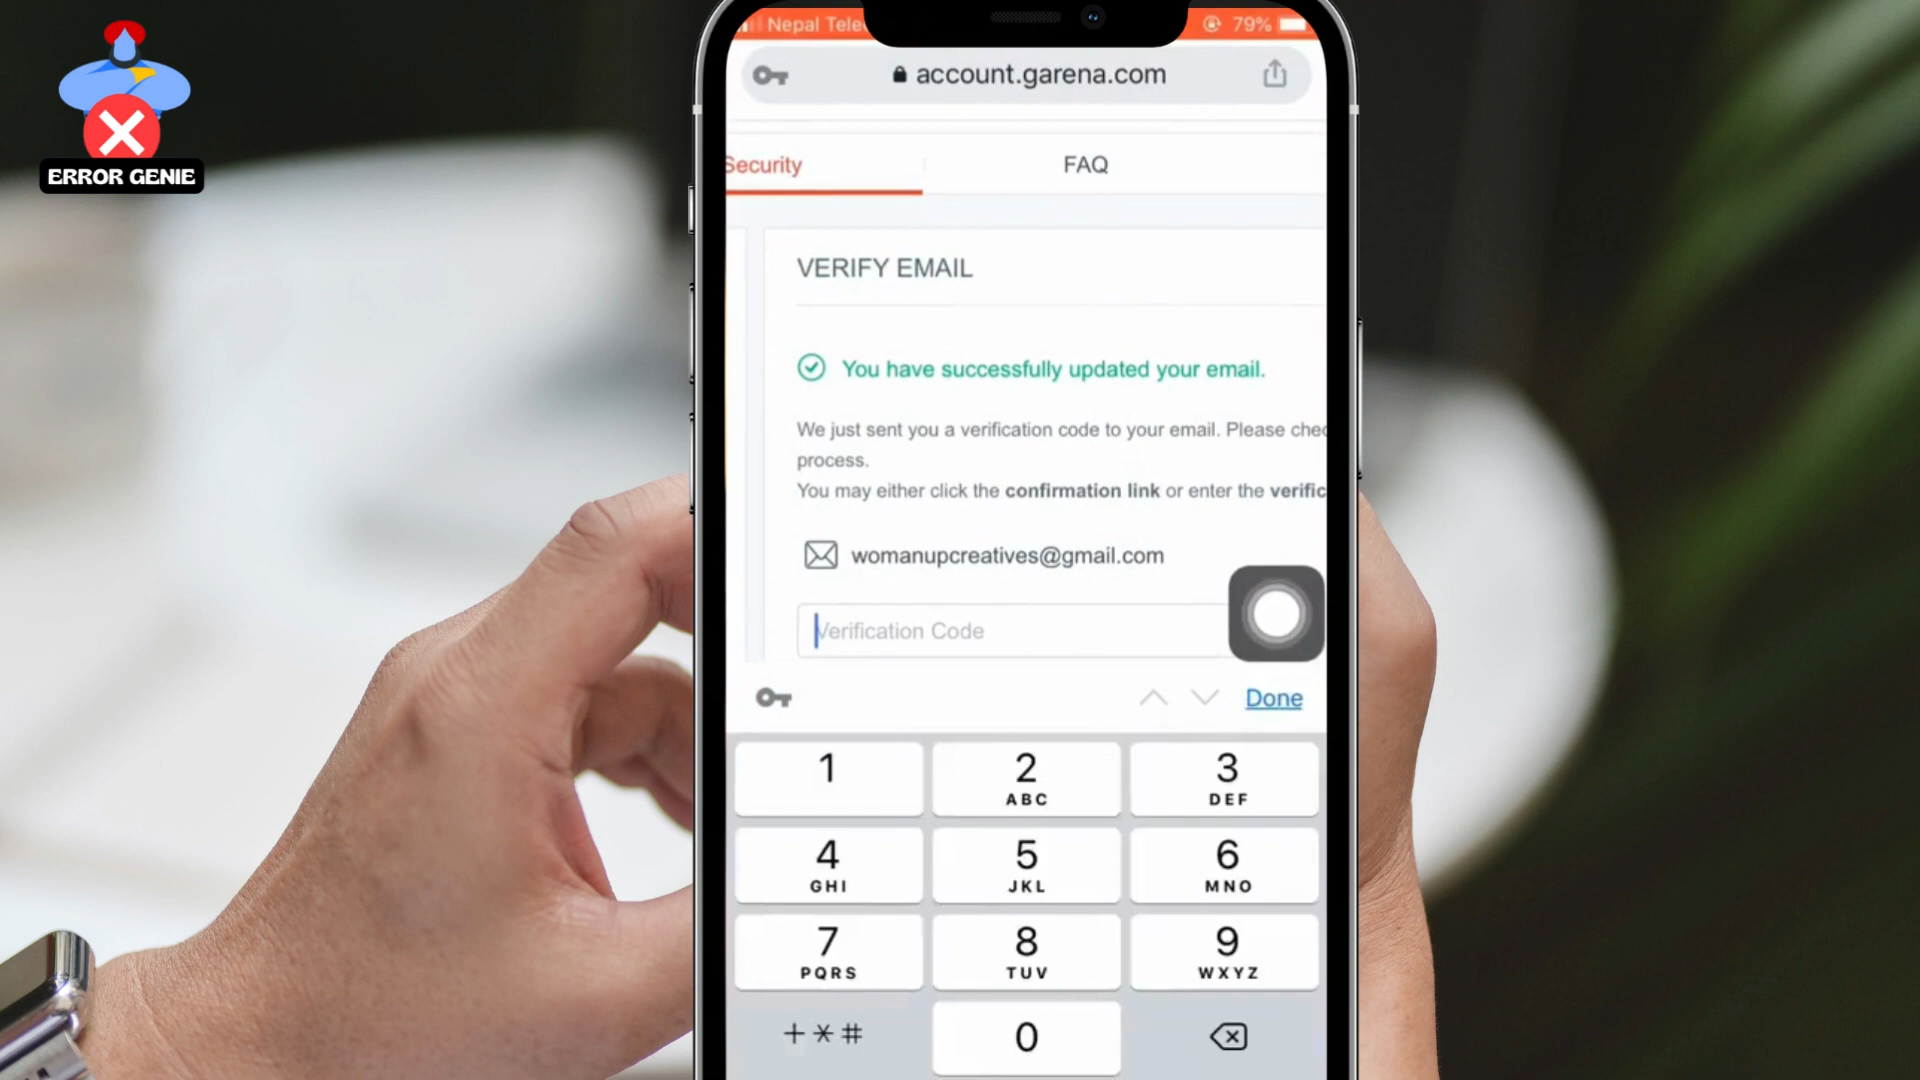 ERROR GENIE
Nepal Tele
79%
account.garena.com
Security
FAQ
VERIFY EMAIL
You have successfully updated your email.
We just sent you a verification code to your email. Please chec
process.
You may either click the confirmation link or enter the verific
womanupcreatives@gmail.com
Verification Code
Done
1
2
ABC
3
DEF
4
GHI
5
JKL
6
MNO
7
PQRS
8
TUV
9
WXYZ
+*#
0